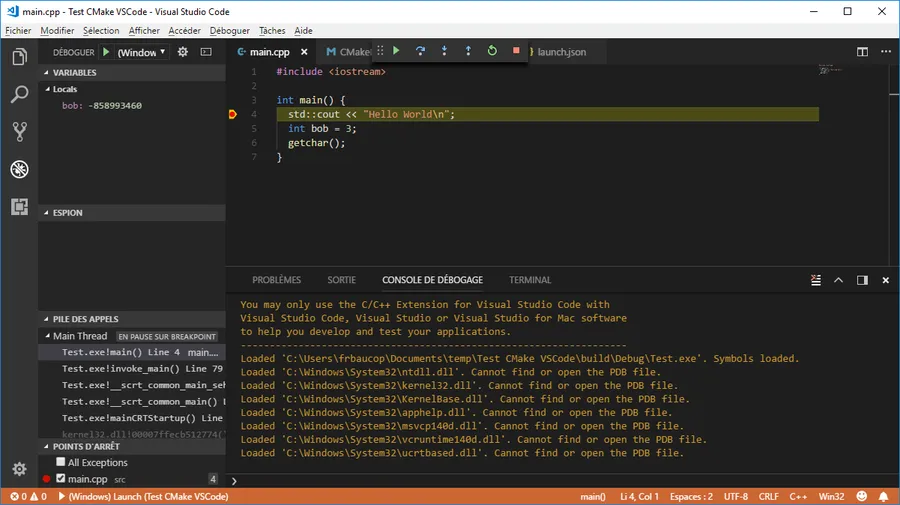 main.cpp - Test CMake VSCode - Visual Studio Code
Fichier Modifier Sélection Afficher Accéder Déboguer Tâches Aide
DÉBOGUER (Window
main.cpp CMake launch.json
VARIABLES
Locals
bob: -858993460
1 #include <iostream>
2
3 int main() {
4 std::cout << "Hello World\n";
5 int bob = 3;
6 getchar();
7 }
ESPION
PILE DES APPELS
Main Thread EN PAUSE SUR BREAKPOINT
Test.exe!main() Line 4 main....
Test.exe!invoke_main() Line 79
Test.exe!__scrt_common_main_seh
Test.exe!__scrt_common_main() L
Test.exe!mainCRTStartup() Line
kernel32.dll!00007ffecb512774()
POINTS D'ARRÊT
All Exceptions
main.cpp src 4
PROBLÈMES SORTIE CONSOLE DE DÉBOGAGE TERMINAL
You may only use the C/C++ Extension for Visual Studio Code with
Visual Studio Code, Visual Studio or Visual Studio for Mac software
to help you develop and test your applications.
-------------------------------------------------------------------
Loaded 'C:\Users\frbaucop\Documents\temp\Test CMake VSCode\build\Debug\Test.exe'. Symbols loaded.
Loaded 'C:\Windows\System32\ntdll.dll'. Cannot find or open the PDB file.
Loaded 'C:\Windows\System32\kernel32.dll'. Cannot find or open the PDB file.
Loaded 'C:\Windows\System32\KernelBase.dll'. Cannot find or open the PDB file.
Loaded 'C:\Windows\System32\apphelp.dll'. Cannot find or open the PDB file.
Loaded 'C:\Windows\System32\msvcp140d.dll'. Cannot find or open the PDB file.
Loaded 'C:\Windows\System32\vcruntime140d.dll'. Cannot find or open the PDB file.
Loaded 'C:\Windows\System32\ucrtbased.dll'. Cannot find or open the PDB file.
0 0 (Windows) Launch (Test CMake VSCode) main() Li 4, Col 1 Espaces : 2 UTF-8 CRLF C++ Win32